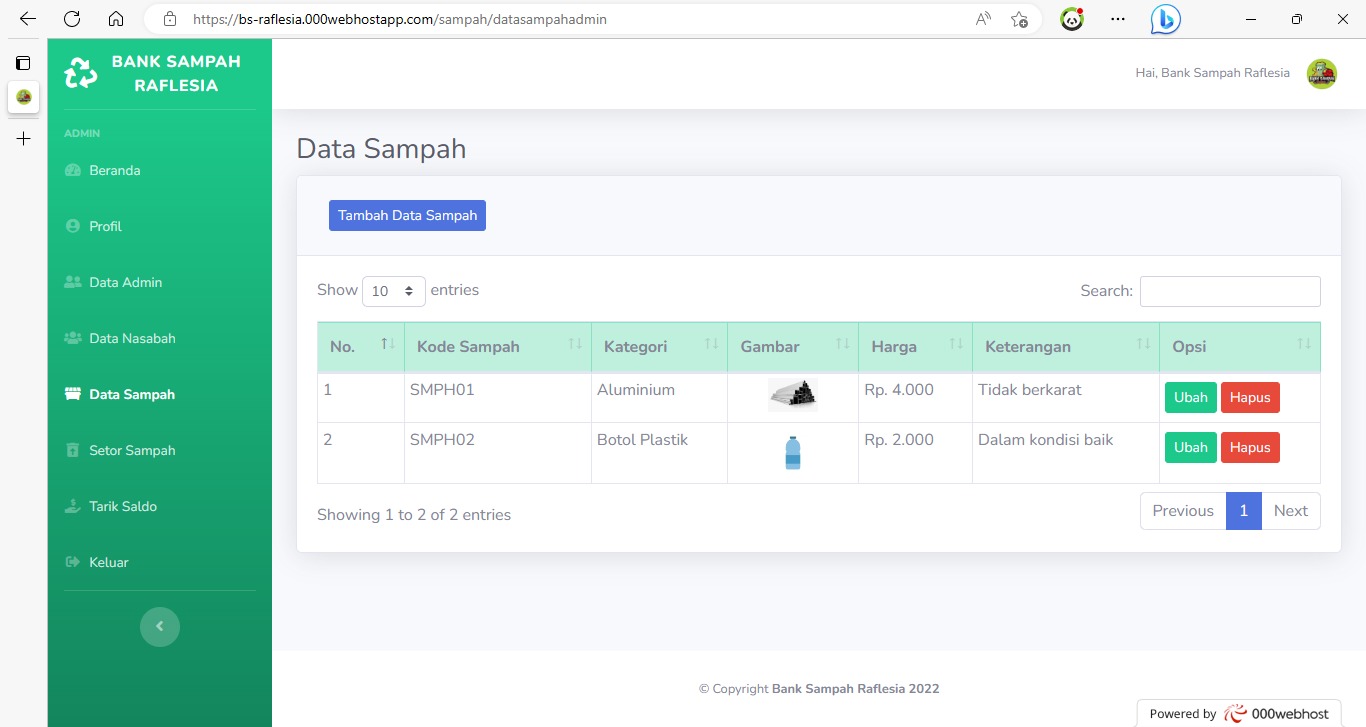 https://bs-raflesia.000webhostapp.com/sampah/datasampahadmin
BANK SAMPAH
RAFLESIA
Hai, Bank Sampah Raflesia
ADMIN
Beranda
Profil
Data Admin
Data Nasabah
Data Sampah
Setor Sampah
Tarik Saldo
Keluar
Data Sampah
Tambah Data Sampah
Show 10 entries
Search:
No. Kode Sampah Kategori Gambar Harga Keterangan Opsi
1 SMPH01 Aluminium Rp. 4.000 Tidak berkarat Ubah Hapus
2 SMPH02 Botol Plastik Rp. 2.000 Dalam kondisi baik Ubah Hapus
Showing 1 to 2 of 2 entries
Previous 1 Next
© Copyright Bank Sampah Raflesia 2022
Powered by 000webhost